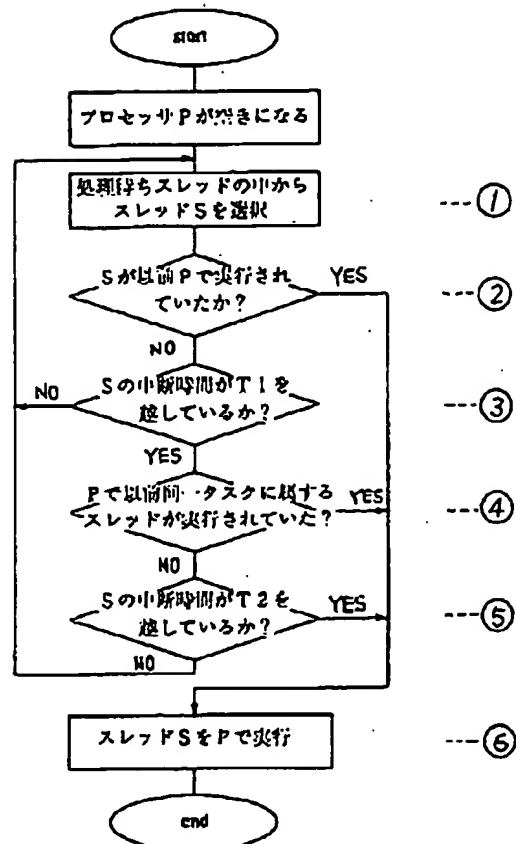 start
プロセッサPが空きになる
処理待ちスレッドの中から
スレッドSを選択
---①
Sが以前Pで実行され
ていたか?
YES
---②
NO
Sの中断時間がT1を
越しているか?
NO
---③
YES
Pで以前同一タスクに属する
スレッドが実行されていた?
YES
---④
NO
Sの中断時間がT2を
越しているか?
YES
---⑤
NO
スレッドSをPで実行
---⑥
end